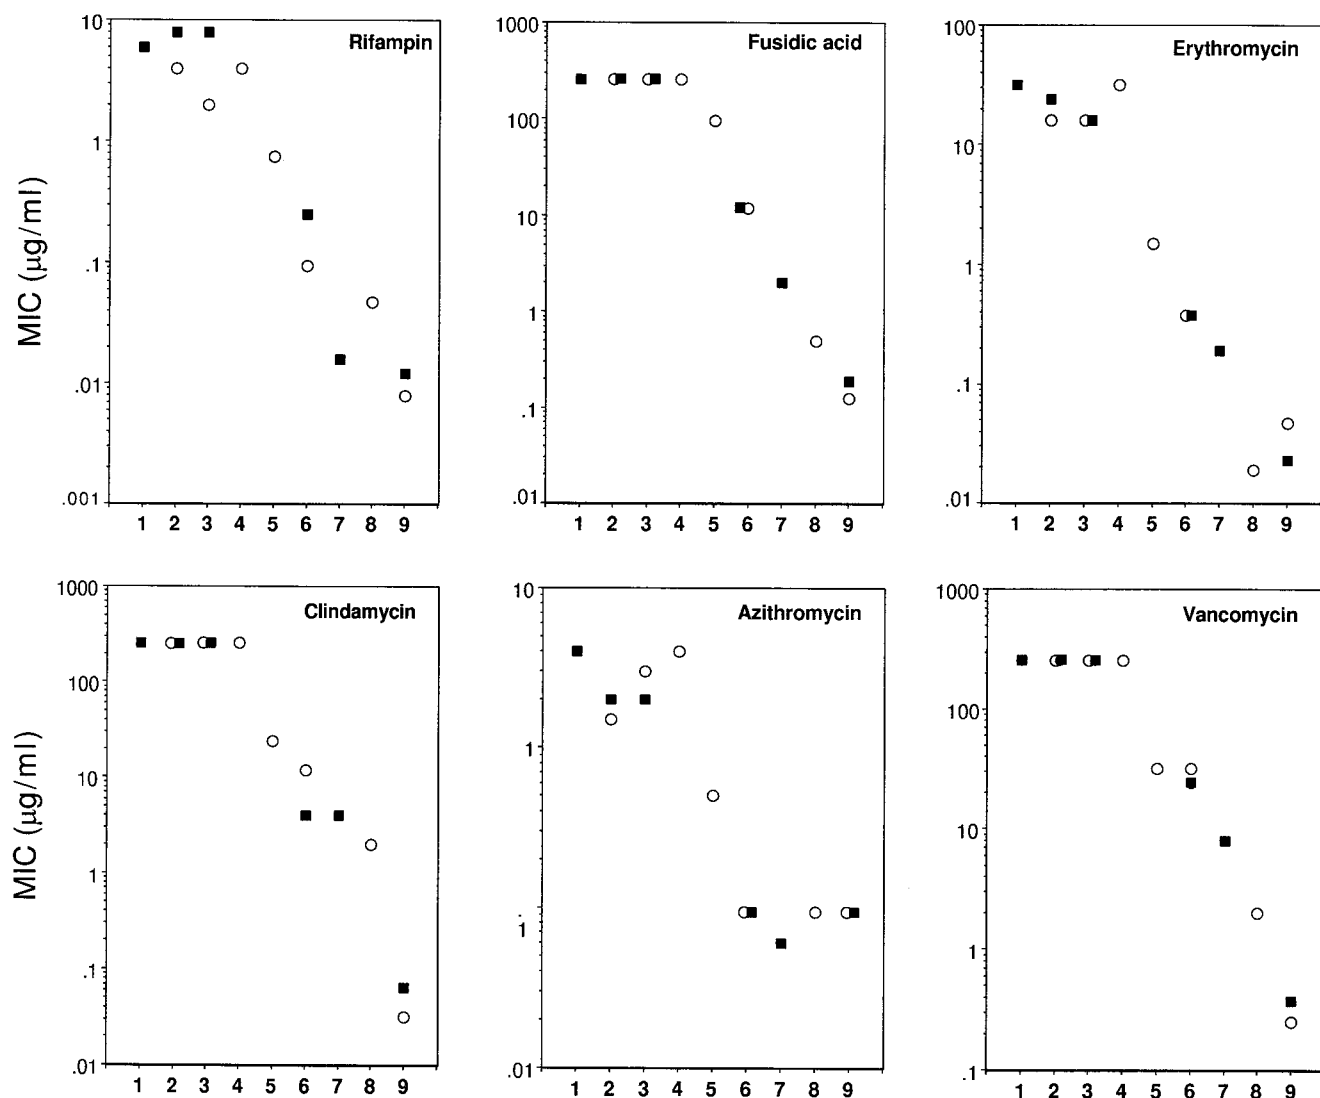 Rifampin
10
1
.1
.01
.001
1 2 3 4 5 6 7 8 9
MIC (μg/ml)
Fusidic acid
1000
100
10
1
.1
.01
1 2 3 4 5 6 7 8 9
Erythromycin
100
10
1
.1
.01
1 2 3 4 5 6 7 8 9
Clindamycin
1000
100
10
1
.1
.01
1 2 3 4 5 6 7 8 9
MIC (μg/ml)
Azithromycin
10
1
.1
.01
1 2 3 4 5 6 7 8 9
Vancomycin
1000
100
10
1
.1
1 2 3 4 5 6 7 8 9